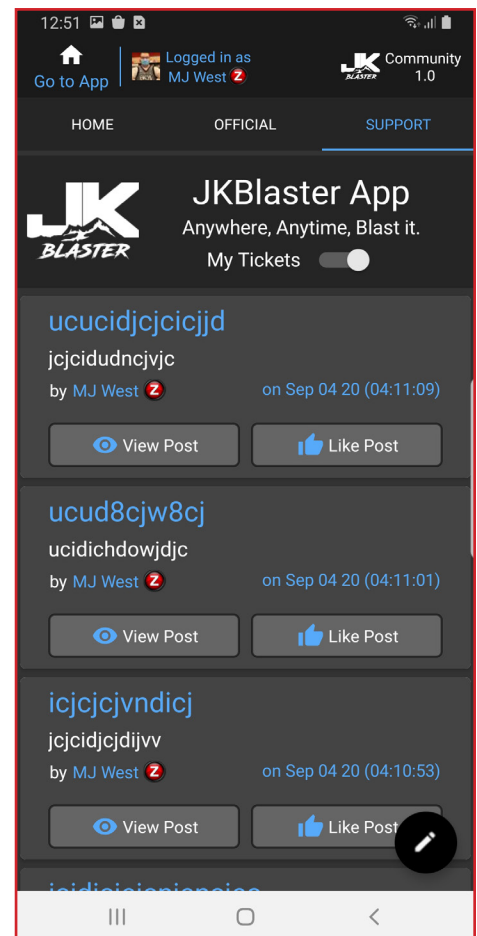 12:51
Go to App
Logged in as
MJ West Z
JK
BLASTER
Community
1.0
HOME OFFICIAL SUPPORT
JK
BLASTER
JKBlaster App
Anywhere, Anytime, Blast it.
My Tickets
ucucidjcjcicjjd
jcjcidudncjvjc
by MJ West Z on Sep 04 20 (04:11:09)
View Post Like Post
ucud8cjw8cj
ucidichdowjdjc
by MJ West Z on Sep 04 20 (04:11:01)
View Post Like Post
icjcjcjvndicj
jcjcidjcjdijvv
by MJ West Z on Sep 04 20 (04:10:53)
View Post Like Post